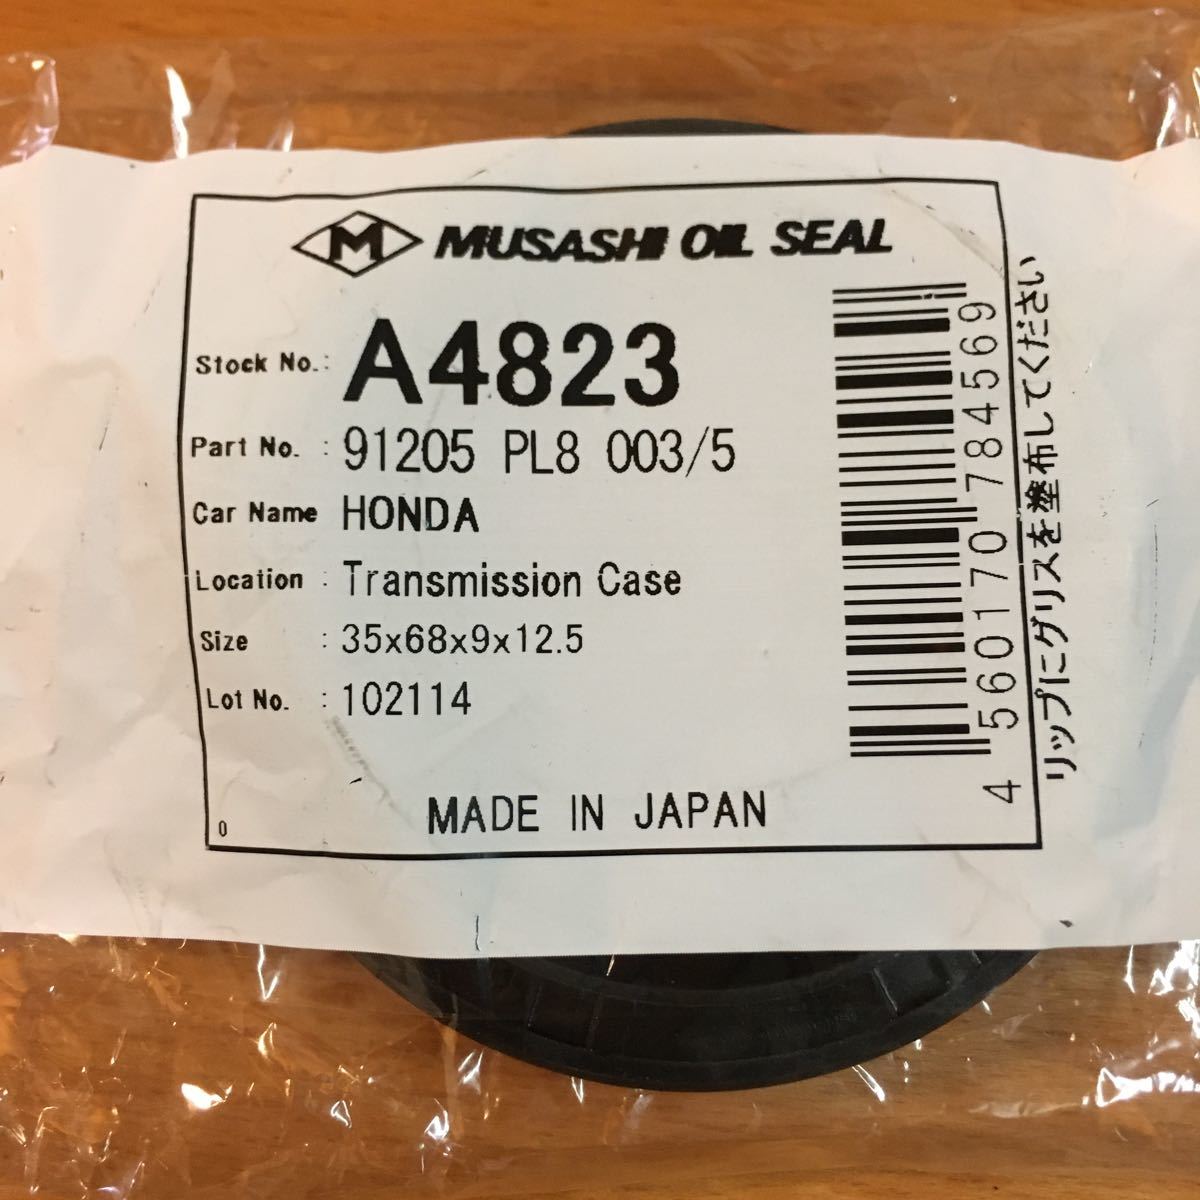 M MUSASHI OIL SEAL
Stock No.: A4823
Part No. : 91205 PL8 003/5
Car Name HONDA
Location : Transmission Case
Size : 35x68x9x12.5
Lot No. : 102114
0
MADE IN JAPAN
4 560170 784569
リップにグリスを塗布してください